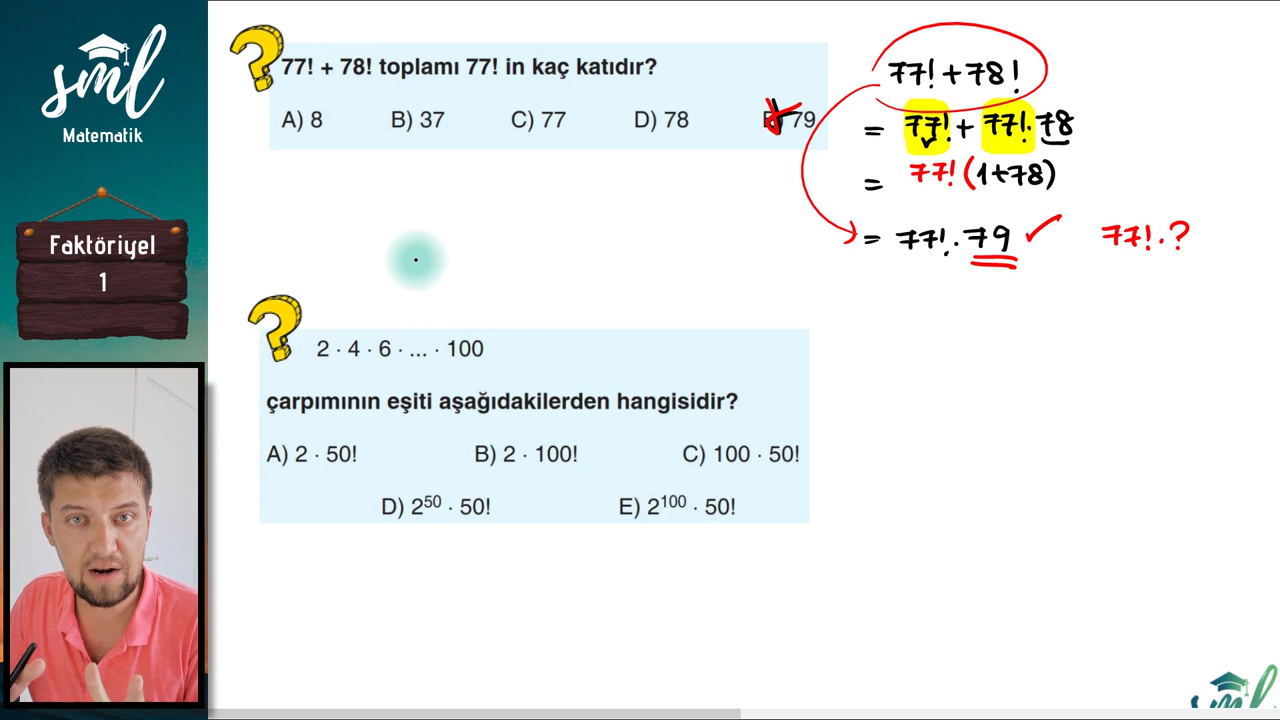 sml
Matematik
Faktöriyel
1
77! + 78! toplamı 77! in kaç katıdır?
A) 8 B) 37 C) 77 D) 78 E) 79
77! + 78!
= 77! + 77! · 78
= 77! (1+78)
= 77! · 79 ✓ 77! · ?
2 · 4 · 6 · ... · 100
çarpımının eşiti aşağıdakilerden hangisidir?
A) 2 · 50! B) 2 · 100! C) 100 · 50!
D) 2⁵⁰ · 50! E) 2¹⁰⁰ · 50!
sml